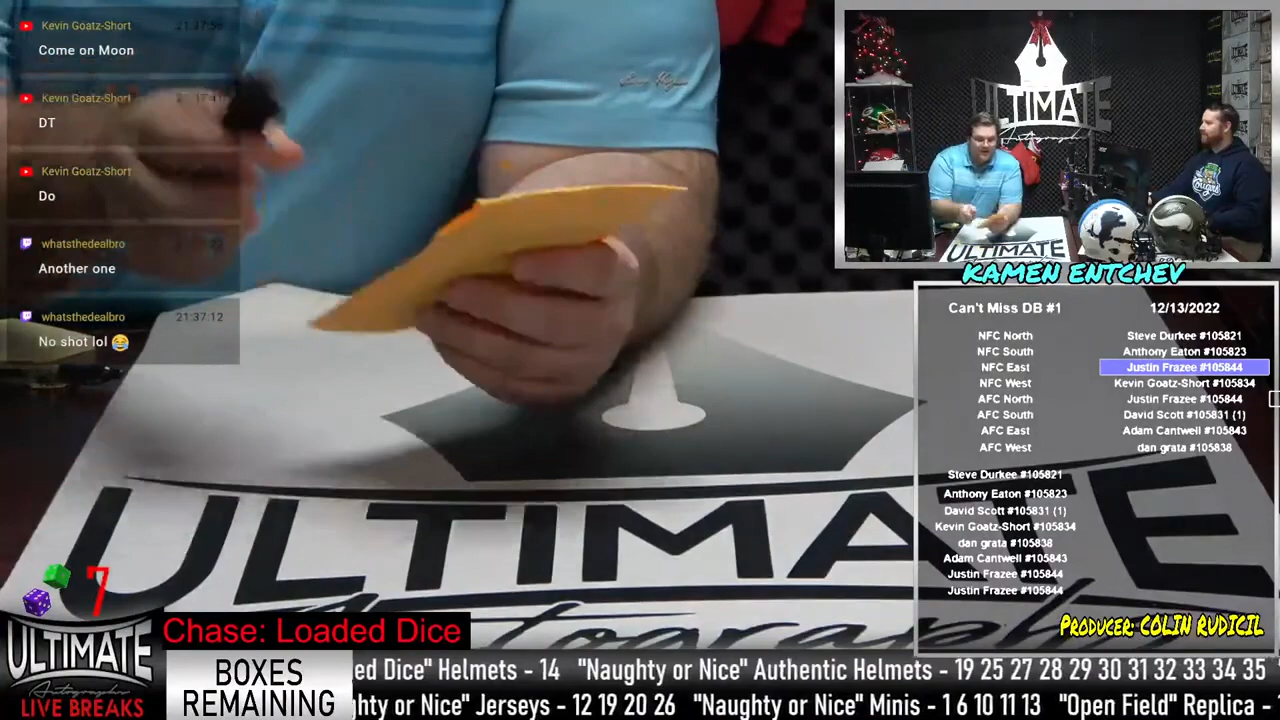 Kevin Goatz-Short
Come on Moon
Kevin Goatz-Short
DT
Kevin Goatz-Short
Do
whatsthedealbro
Another one
whatsthedealbro 21:37:12
No shot lol 😂
ULTIMATE
Autographs
ULTIMATE
KAMEN ENTCHEV
Can't Miss DB #1 12/13/2022
NFC North Steve Durkee #105821
NFC South Anthony Eaton #105823
NFC East Justin Frazee #105844
NFC West Kevin Goatz-Short #105834
AFC North Justin Frazee #105844
AFC South David Scott #105831 (1)
AFC East Adam Cantwell #105843
AFC West dan grata #105838
Steve Durkee #105821
Anthony Eaton #105823
David Scott #105831 (1)
Kevin Goatz-Short #105834
dan grata #105838
Adam Cantwell #105843
Justin Frazee #105844
Justin Frazee #105844
Producer: COLIN RUDICIL
ULTIMATE
Autographs
7
ULTIMATE
Autographs
LIVE BREAKS
Chase: Loaded Dice
BOXES
REMAINING
ed Dice" Helmets - 14 "Naughty or Nice" Authentic Helmets - 19 25 27 28 29 30 31 32 33 34 35
ghty or Nice" Jerseys - 12 19 20 26 "Naughty or Nice" Minis - 1 6 10 11 13 "Open Field" Replica -